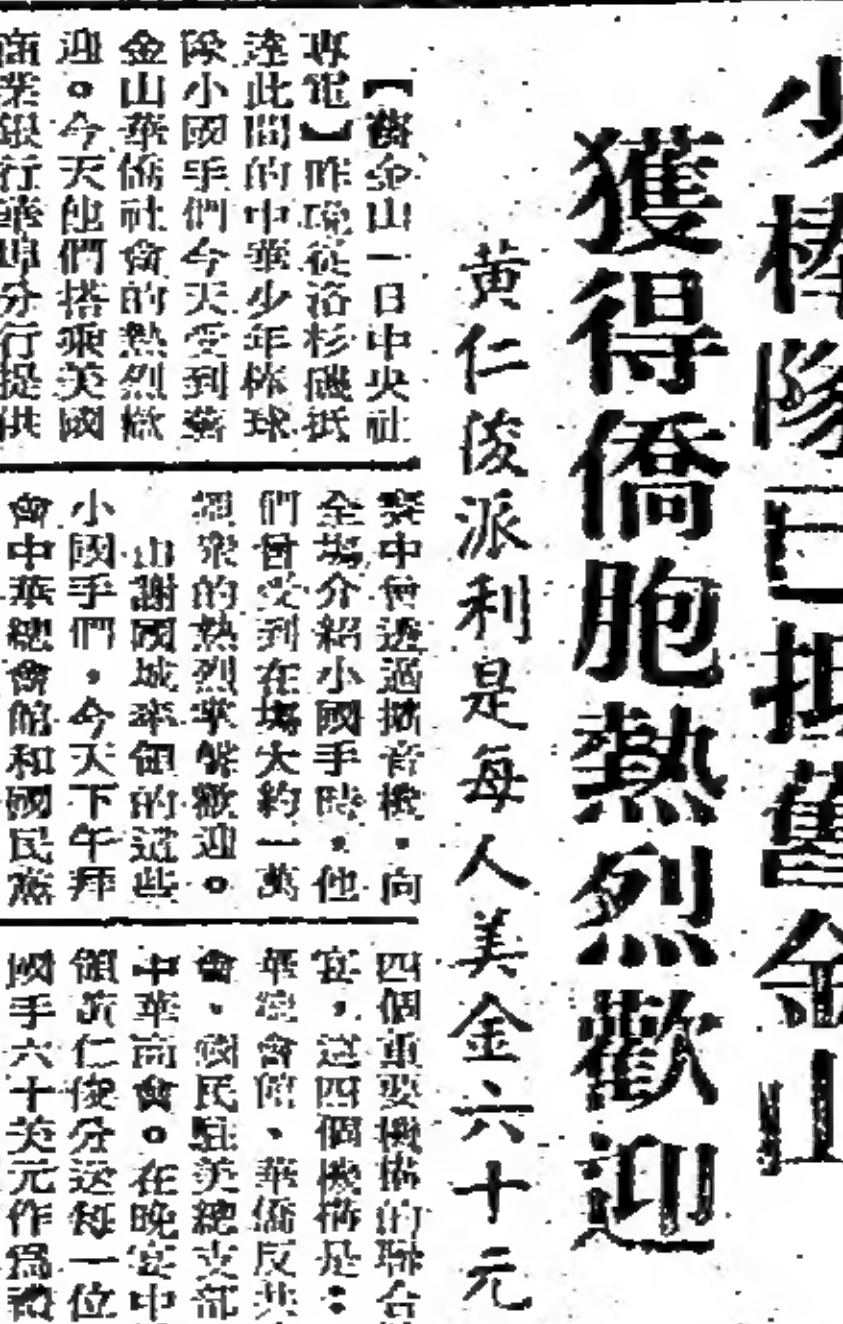 少棒隊已抵舊金山
獲得僑胞熱烈歡迎
黃仁俊派利是每人美金六十元
【舊金山一日中央社
專電】昨晚從洛杉磯抵
達此間的中華少年棒球
隊小國手們今天受到舊
金山華僑社會的熱烈歡
迎。今天他們搭乘美國
商業銀行華埠分行提供
賽中曾透過擴音機,向
全場介紹小國手時,他
們曾受到在場大約一萬
觀眾的熱烈掌聲歡迎。
由謝國城率領的這些
小國手們,今天下午拜
會中華總會館和國民黨
四個重要機構的聯合
宴,這四個機構是:
華總會館、華僑反共
會、國民駐美總支部
中華商會。在晚宴中
領黃仁俊分送每一位
國手六十美元作為